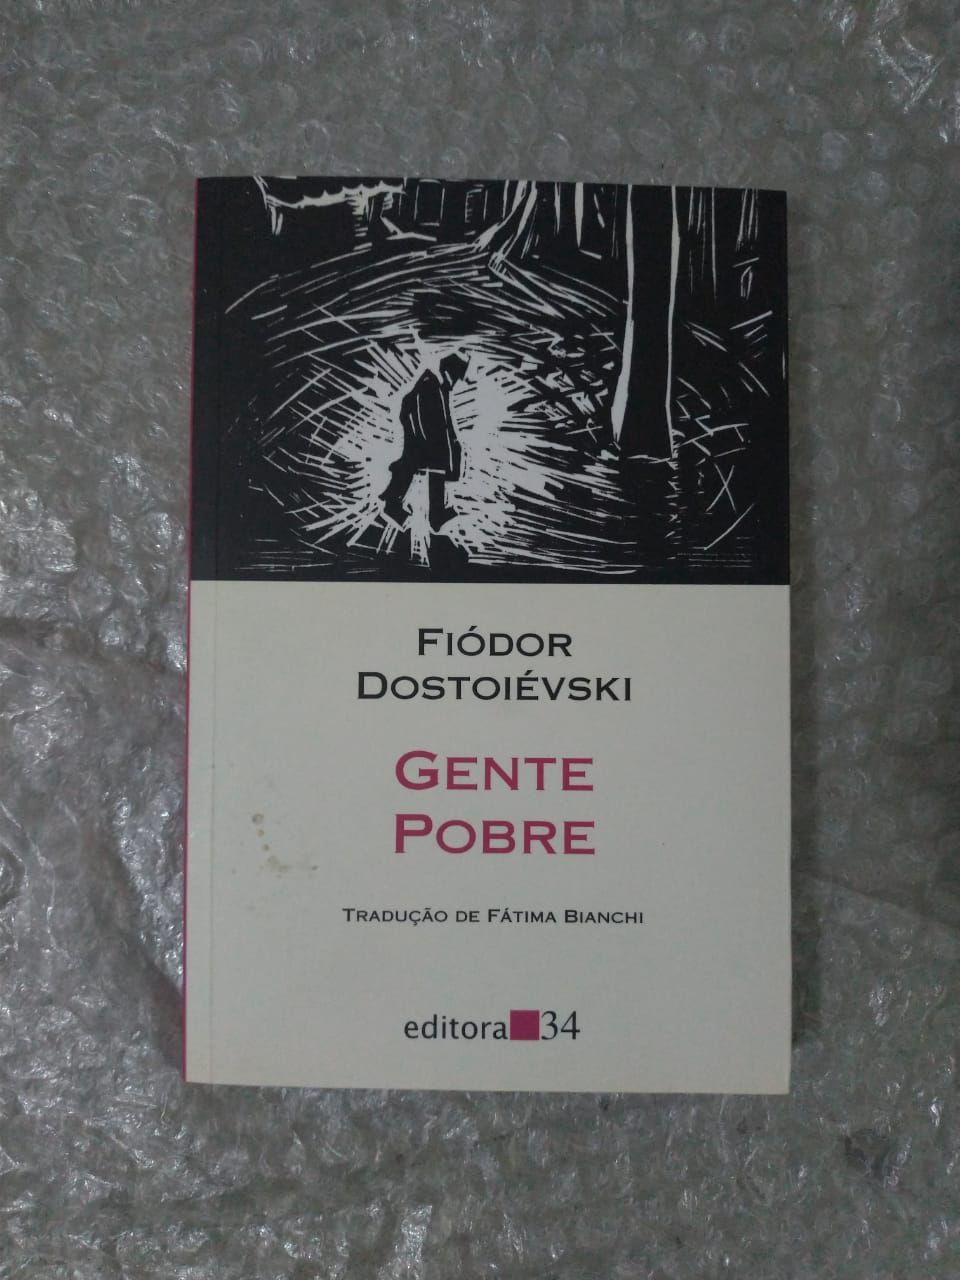 FIÓDOR
DOSTOIÉVSKI
GENTE
POBRE
TRADUÇÃO DE FÁTIMA BIANCHI
editora 34